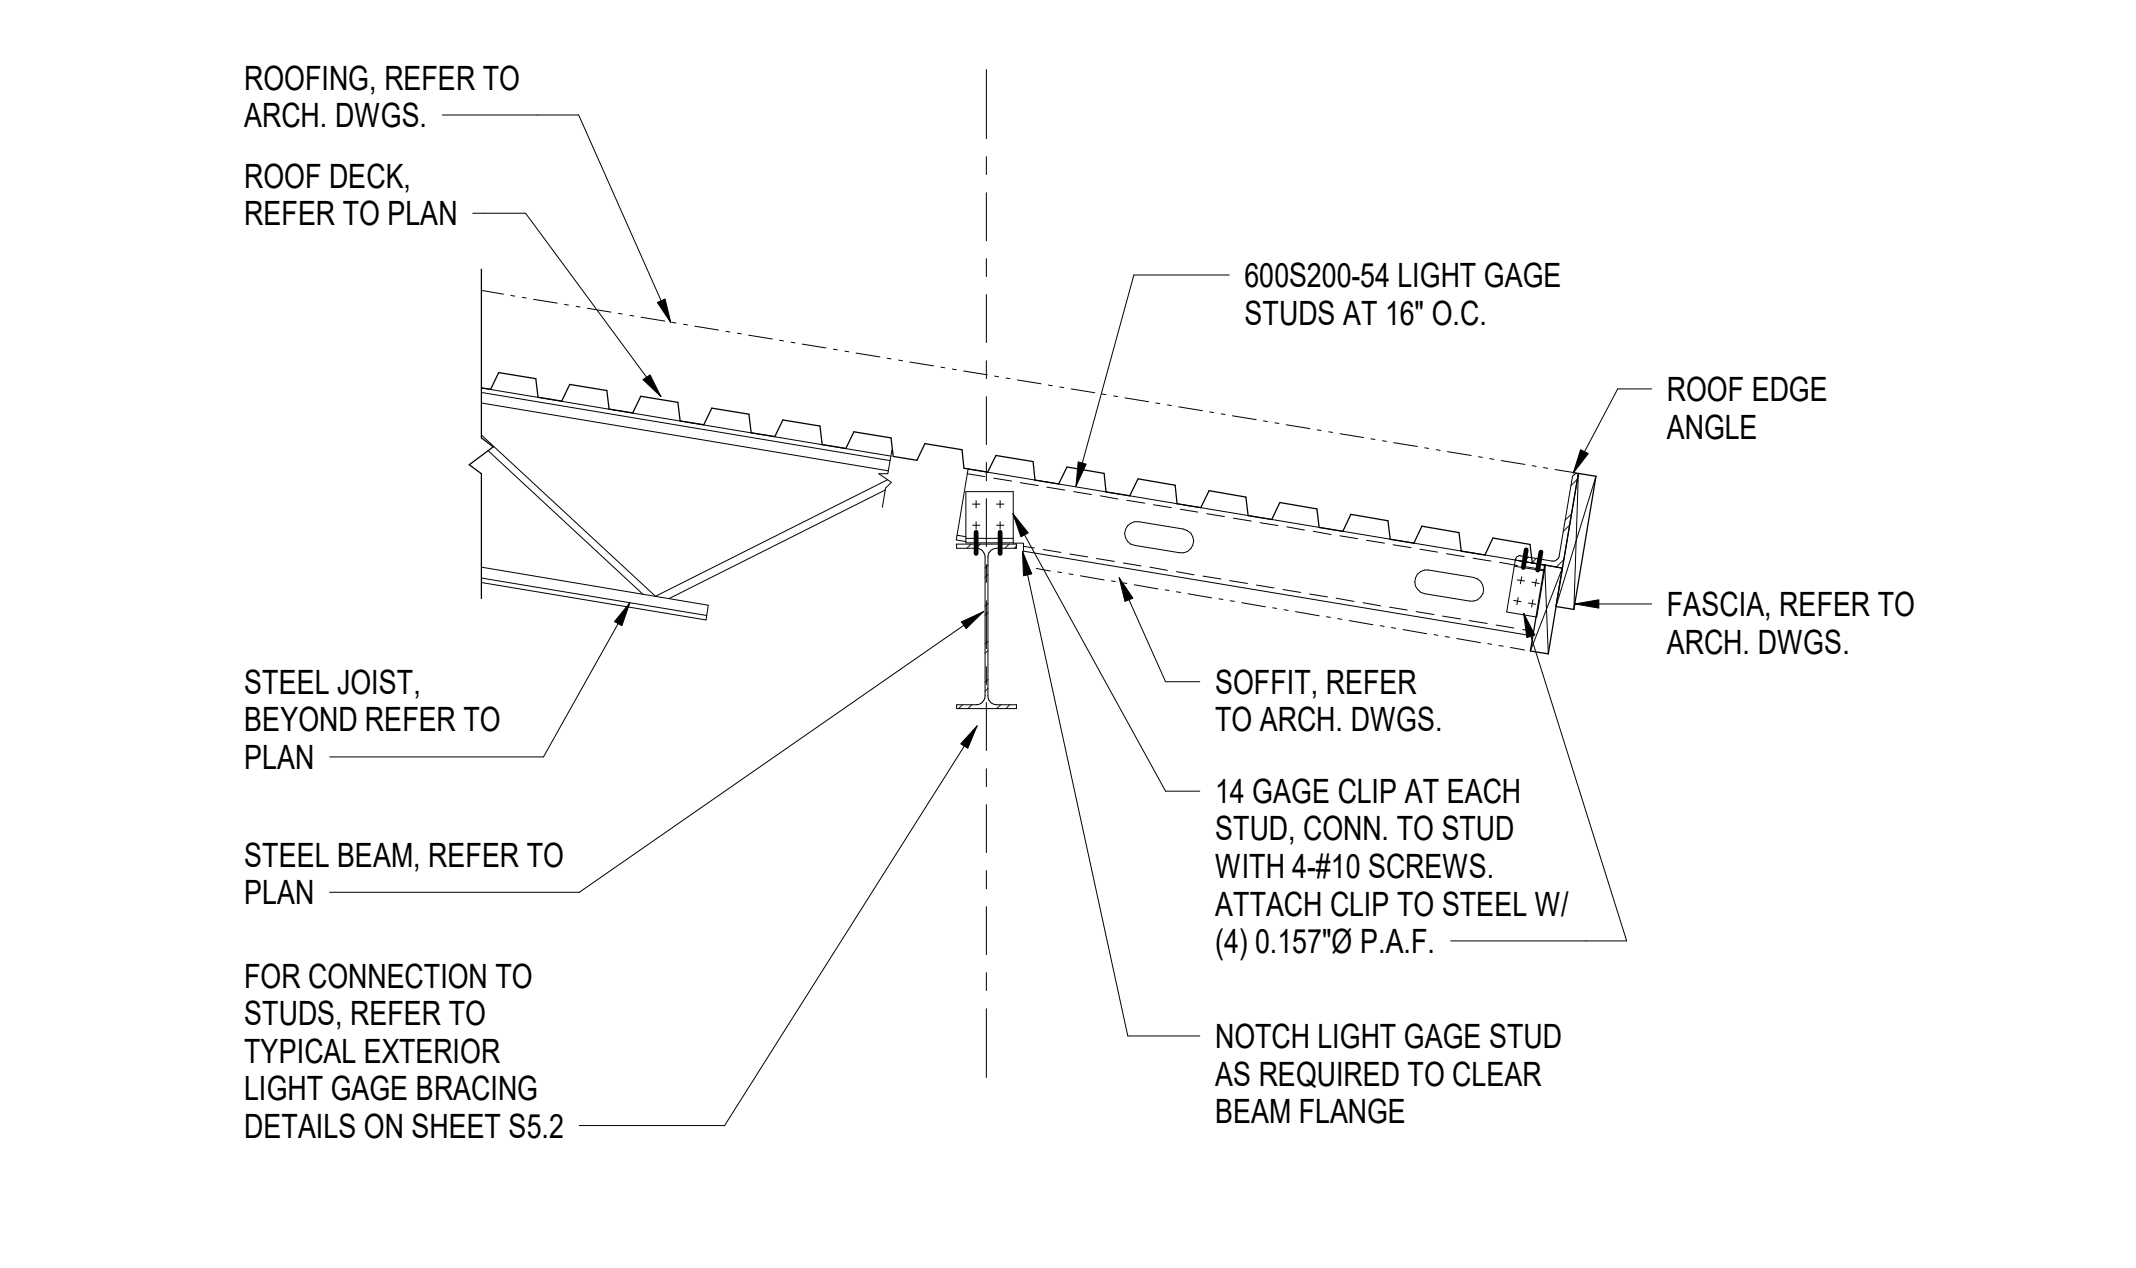 ROOFING, REFER TO
ARCH. DWGS.
ROOF DECK,
REFER TO PLAN
600S200-54 LIGHT GAGE
STUDS AT 16" O.C.
ROOF EDGE
ANGLE
FASCIA, REFER TO
ARCH. DWGS.
STEEL JOIST,
BEYOND REFER TO
PLAN
SOFFIT, REFER
TO ARCH. DWGS.
14 GAGE CLIP AT EACH
STUD, CONN. TO STUD
WITH 4-#10 SCREWS.
ATTACH CLIP TO STEEL W/
(4) 0.157"Ø P.A.F.
STEEL BEAM, REFER TO
PLAN
FOR CONNECTION TO
STUDS, REFER TO
TYPICAL EXTERIOR
LIGHT GAGE BRACING
DETAILS ON SHEET S5.2
NOTCH LIGHT GAGE STUD
AS REQUIRED TO CLEAR
BEAM FLANGE